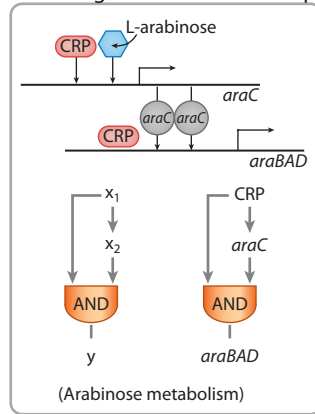 L-arabinose
CRP
araC
araC araC
CRP
araBAD
x1 CRP
x2 araC
AND AND
y araBAD
(Arabinose metabolism)